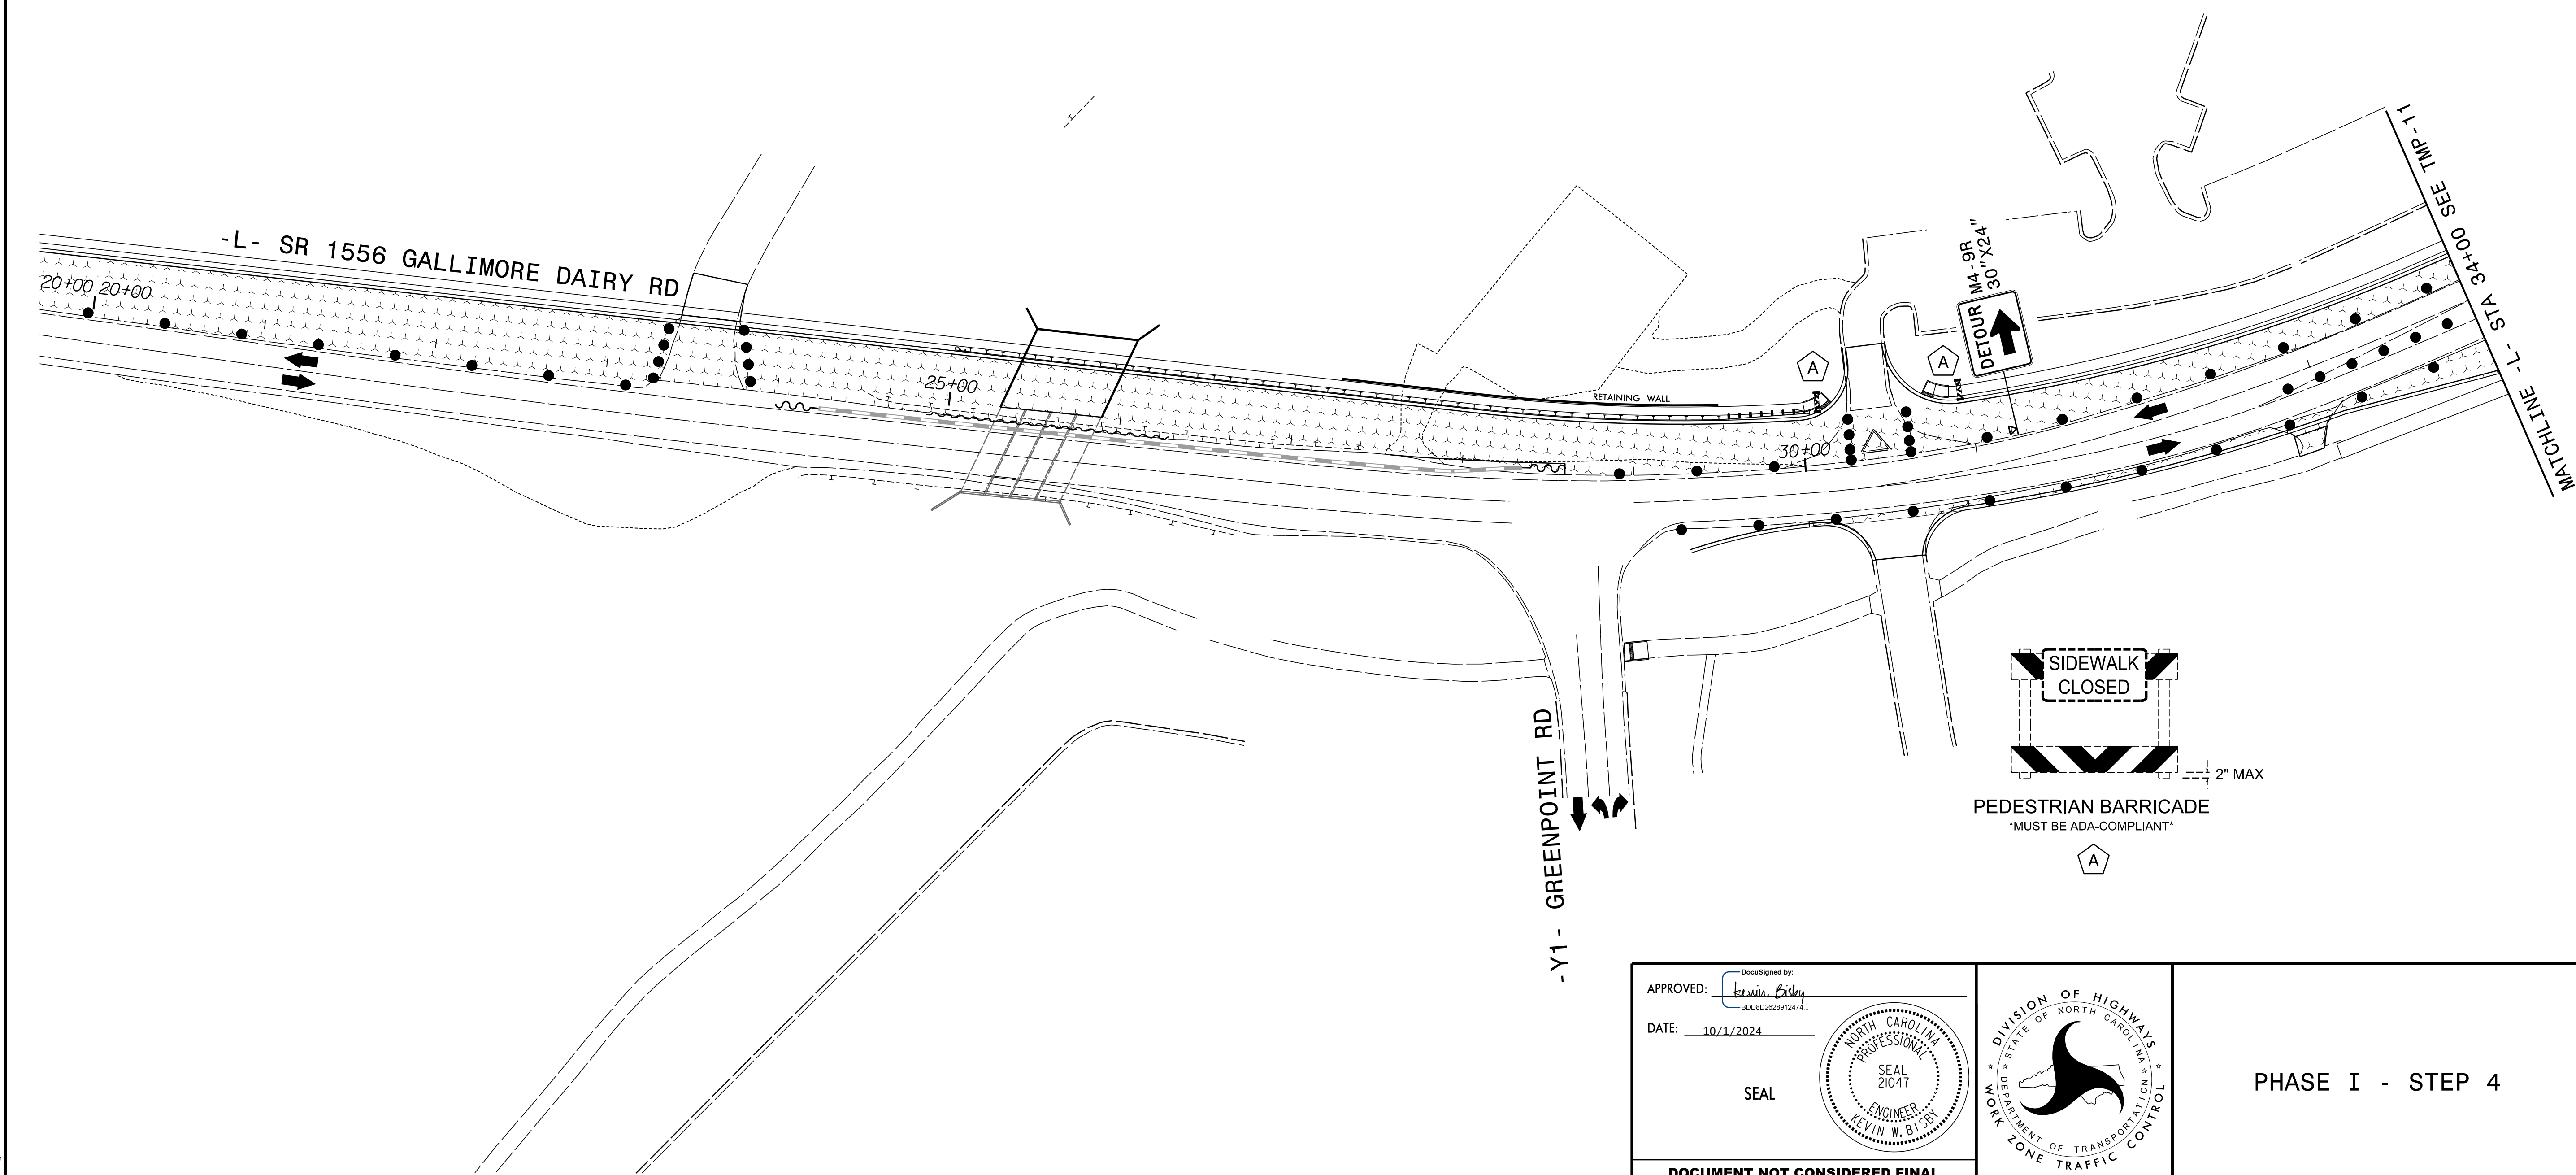 -L- SR 1556 GALLIMORE DAIRY RD
20+00 20+00
25+00
30+00
RETAINING WALL
A
A
DETOUR
M4-9R
30"X24"
MATCHLINE -L- STA 34+00 SEE TMP-11
-Y1- GREENPOINT RD
SIDEWALK
CLOSED
2" MAX
PEDESTRIAN BARRICADE
*MUST BE ADA-COMPLIANT*
A
APPROVED:
DocuSigned by:
Kevin Bisby
BDD8D2628912474...
DATE: 10/1/2024
SEAL
NORTH CAROLINA
PROFESSIONAL
SEAL
21047
ENGINEER
KEVIN W. BISBY
DOCUMENT NOT CONSIDERED FINAL
DIVISION OF HIGHWAYS
STATE OF NORTH CAROLINA
DEPARTMENT OF TRANSPORTATION
WORK ZONE TRAFFIC CONTROL
PHASE I - STEP 4